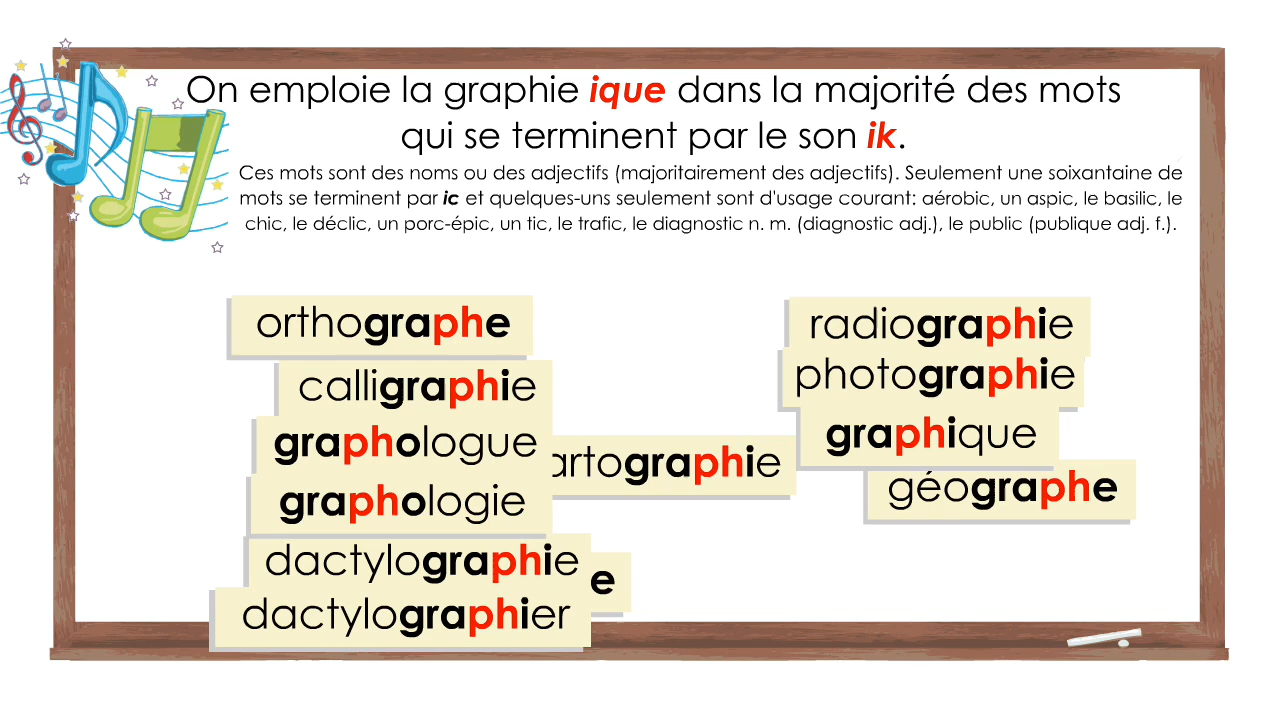 On emploie la graphie ique dans la majorité des mots
qui se terminent par le son ik.
Ces mots sont des noms ou des adjectifs (majoritairement des adjectifs). Seulement une soixantaine de
mots se terminent par ic et quelques-uns seulement sont d'usage courant: aérobic, un aspic, le basilic, le
chic, le déclic, un porc-épic, un tic, le trafic, le diagnostic n. m. (diagnostic adj.), le public (publique adj. f.).
orthographe
calligraphie
graphologue
graphologie
dactylographie
dactylographier
artographie
e
radiographie
photographie
graphique
géographe